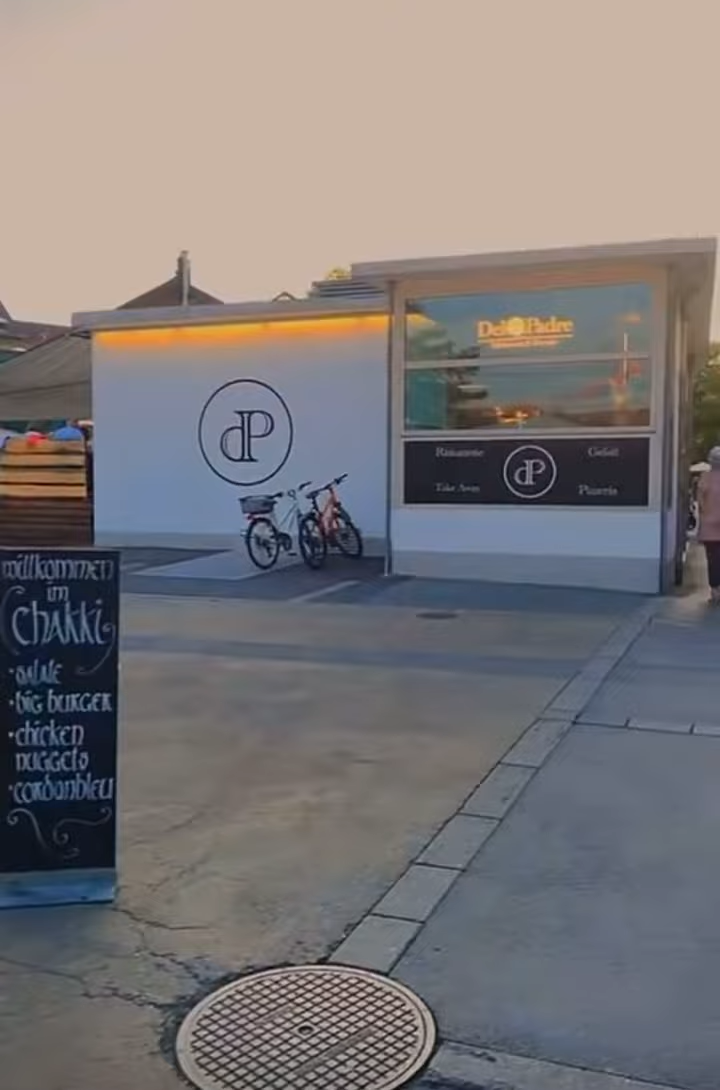 dP
Del Padre
Ristorante
Gelati
dP
Take Away
Pizzeria
willkommen
im
Chakki
• salate
• big burger
• chicken
nuggets
• cordonbleu